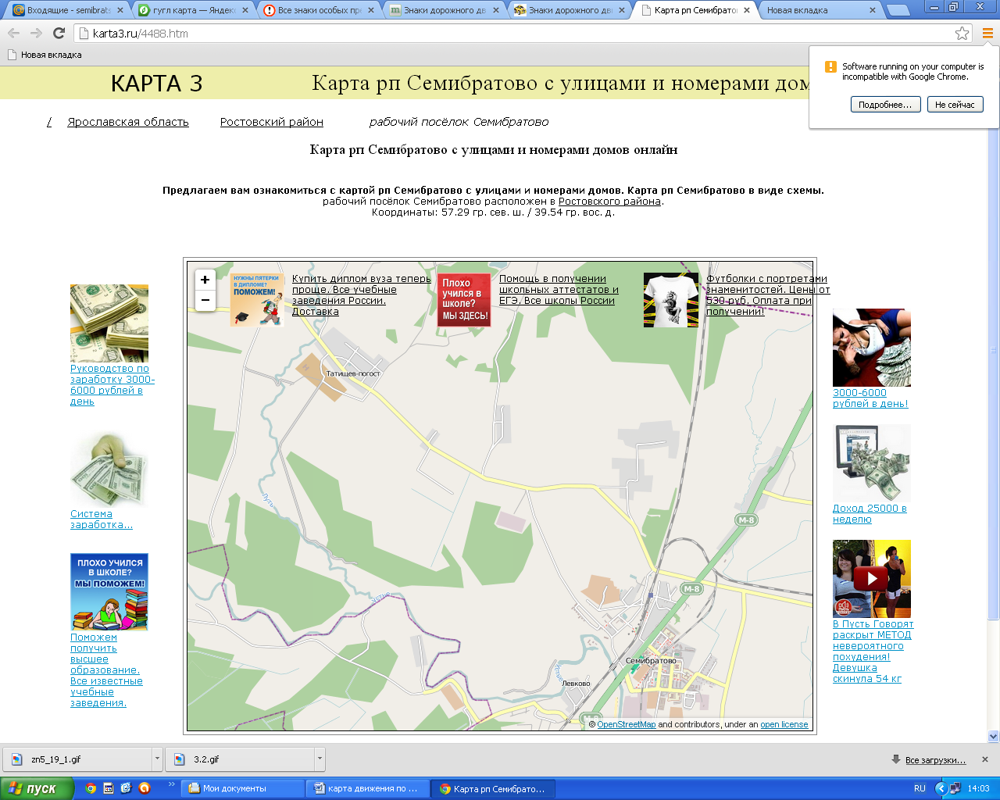 Входящие - semibrats
гугл карта — Яндекс
Все знаки особых пре
Знаки дорожного дв
Знаки дорожного дв
Карта рп Семибратов
Новая вкладка
karta3.ru/4488.htm
Новая вкладка
Software running on your computer is
incompatible with Google Chrome.
Подробнее...
Не сейчас
КАРТА 3
Карта рп Семибратово с улицами и номерами дом
/
Ярославская область
Ростовский район
рабочий посёлок Семибратово
Карта рп Семибратово с улицами и номерами домов онлайн
Предлагаем вам ознакомиться с картой рп Семибратово с улицами и номерами домов. Карта рп Семибратово в виде схемы.
рабочий посёлок Семибратово расположен в Ростовского района.
Координаты: 57.29 гр. сев. ш. / 39.54 гр. вос. д.
+
−
НУЖНЫ ПЯТЕРКИ
В ДИПЛОМЕ?
ПОМОЖЕМ!
Купить диплом вуза теперь
проще. Все учебные
заведения России.
Доставка
Плохо
учился в
школе?
МЫ ЗДЕСЬ!
Помощь в получении
школьных аттестатов и
ЕГЭ. Все школы России
Футболки с портретами
знаменитостей. Цены от
530 руб. Оплата при
получении!
Руководство по
заработку 3000-
6000 рублей в
день
Система
заработка...
ПЛОХО УЧИЛСЯ
В ШКОЛЕ?
МЫ ПОМОЖЕМ!
Поможем
получить
высшее
образование.
Все известные
учебные
заведения.
Татищев-погост
Путь
Устье
M-8
M-8
M-8
Устье
Семибратово
Левково
© OpenStreetMap and contributors, under an open license
3000-6000
рублей в день!
Доход 25000 в
неделю
В Пусть Говорят
раскрыт МЕТОД
невероятного
похудения!
Девушка
скинула 54 кг
zn5_19_1.gif
3.2.gif
Все загрузки...
пуск
Мои документы
карта движения по ...
Карта рп Семибрато...
RU
14:03